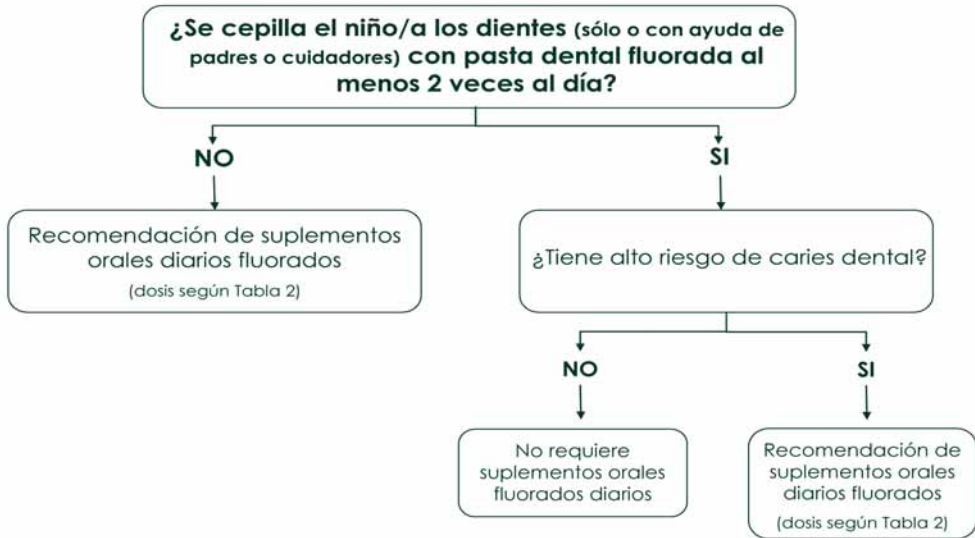 ¿Se cepilla el niño/a los dientes (sólo o con ayuda de
padres o cuidadores) con pasta dental fluorada al
menos 2 veces al día?
NO
SI
Recomendación de suplementos
orales diarios fluorados
(dosis según Tabla 2)
¿Tiene alto riesgo de caries dental?
NO
SI
No requiere
suplementos orales
fluorados diarios
Recomendación de
suplementos orales
diarios fluorados
(dosis según Tabla 2)